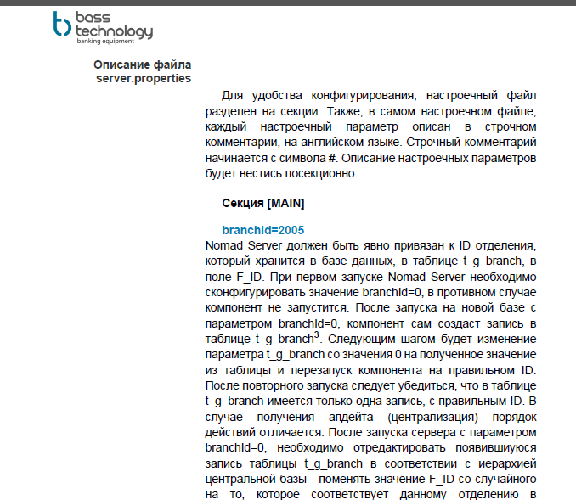 bass
technology
banking equipment
Описание файла
server.properties
Для удобства конфигурирования, настроечный файл
разделен на секции. Также, в самом настроечном файле,
каждый настроечный параметр описан в строчном
комментарии, на английском языке. Строчный комментарий
начинается с символа #. Описание настроечных параметров
будет нестись посекционно
Секция [MAIN]
branchId=2005
Nomad Server должен быть явно привязан к ID отделения,
который хранится в базе данных, в таблице t_g_branch, в
поле F_ID. При первом запуске Nomad Server необходимо
сконфигурировать значение branchId=0, в противном случае
компонент не запустится. После запуска на новой базе с
параметром branchId=0, компонент сам создаст запись в
таблице t_g_branch3. Следующим шагом будет изменение
параметра t_g_branch со значения 0 на полученное значение
из таблицы и перезапуск компонента на правильном ID.
После повторного запуска следует убедиться, что в таблице
t_g_branch имеется только одна запись, с правильным ID. В
случае получения апдейта (централизация) порядок
действий отличается. После запуска сервера с параметром
branchId=0, необходимо отредактировать появившуюся
запись таблицы t_g_branch в соответствии с иерархией
центральной базы поменять значение F_ID со случайного
на то, которое соответствует данному отделению в